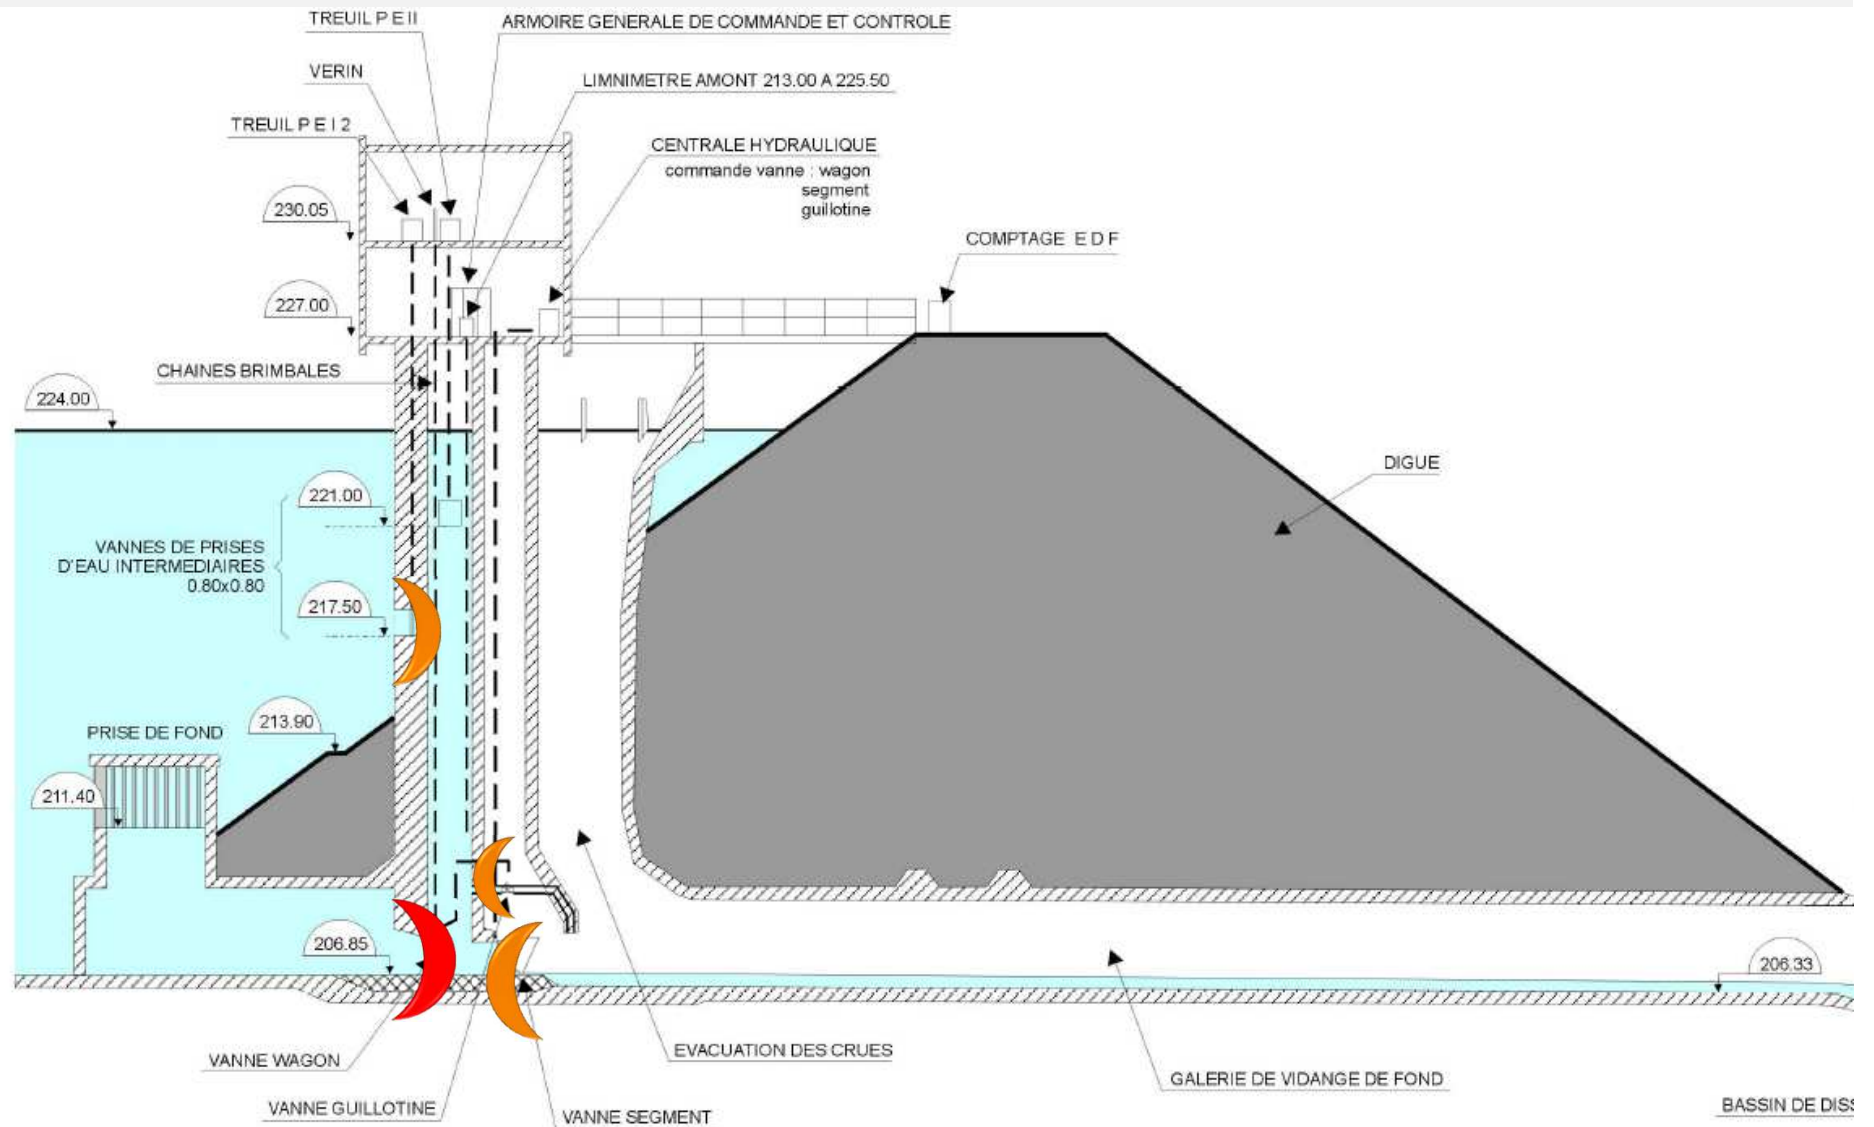 TREUIL P E II
ARMOIRE GENERALE DE COMMANDE ET CONTROLE
VERIN
LIMNIMETRE AMONT 213.00 A 225.50
TREUIL P E I 2
CENTRALE HYDRAULIQUE
commande vanne : wagon
segment
guillotine
230.05
COMPTAGE E D F
227.00
CHAINES BRIMBALES
224.00
DIGUE
221.00
VANNES DE PRISES
D'EAU INTERMEDIAIRES
0.80x0.80
217.50
213.90
PRISE DE FOND
211.40
206.85
206.33
EVACUATION DES CRUES
VANNE WAGON
GALERIE DE VIDANGE DE FOND
VANNE GUILLOTINE
VANNE SEGMENT
BASSIN DE DISS